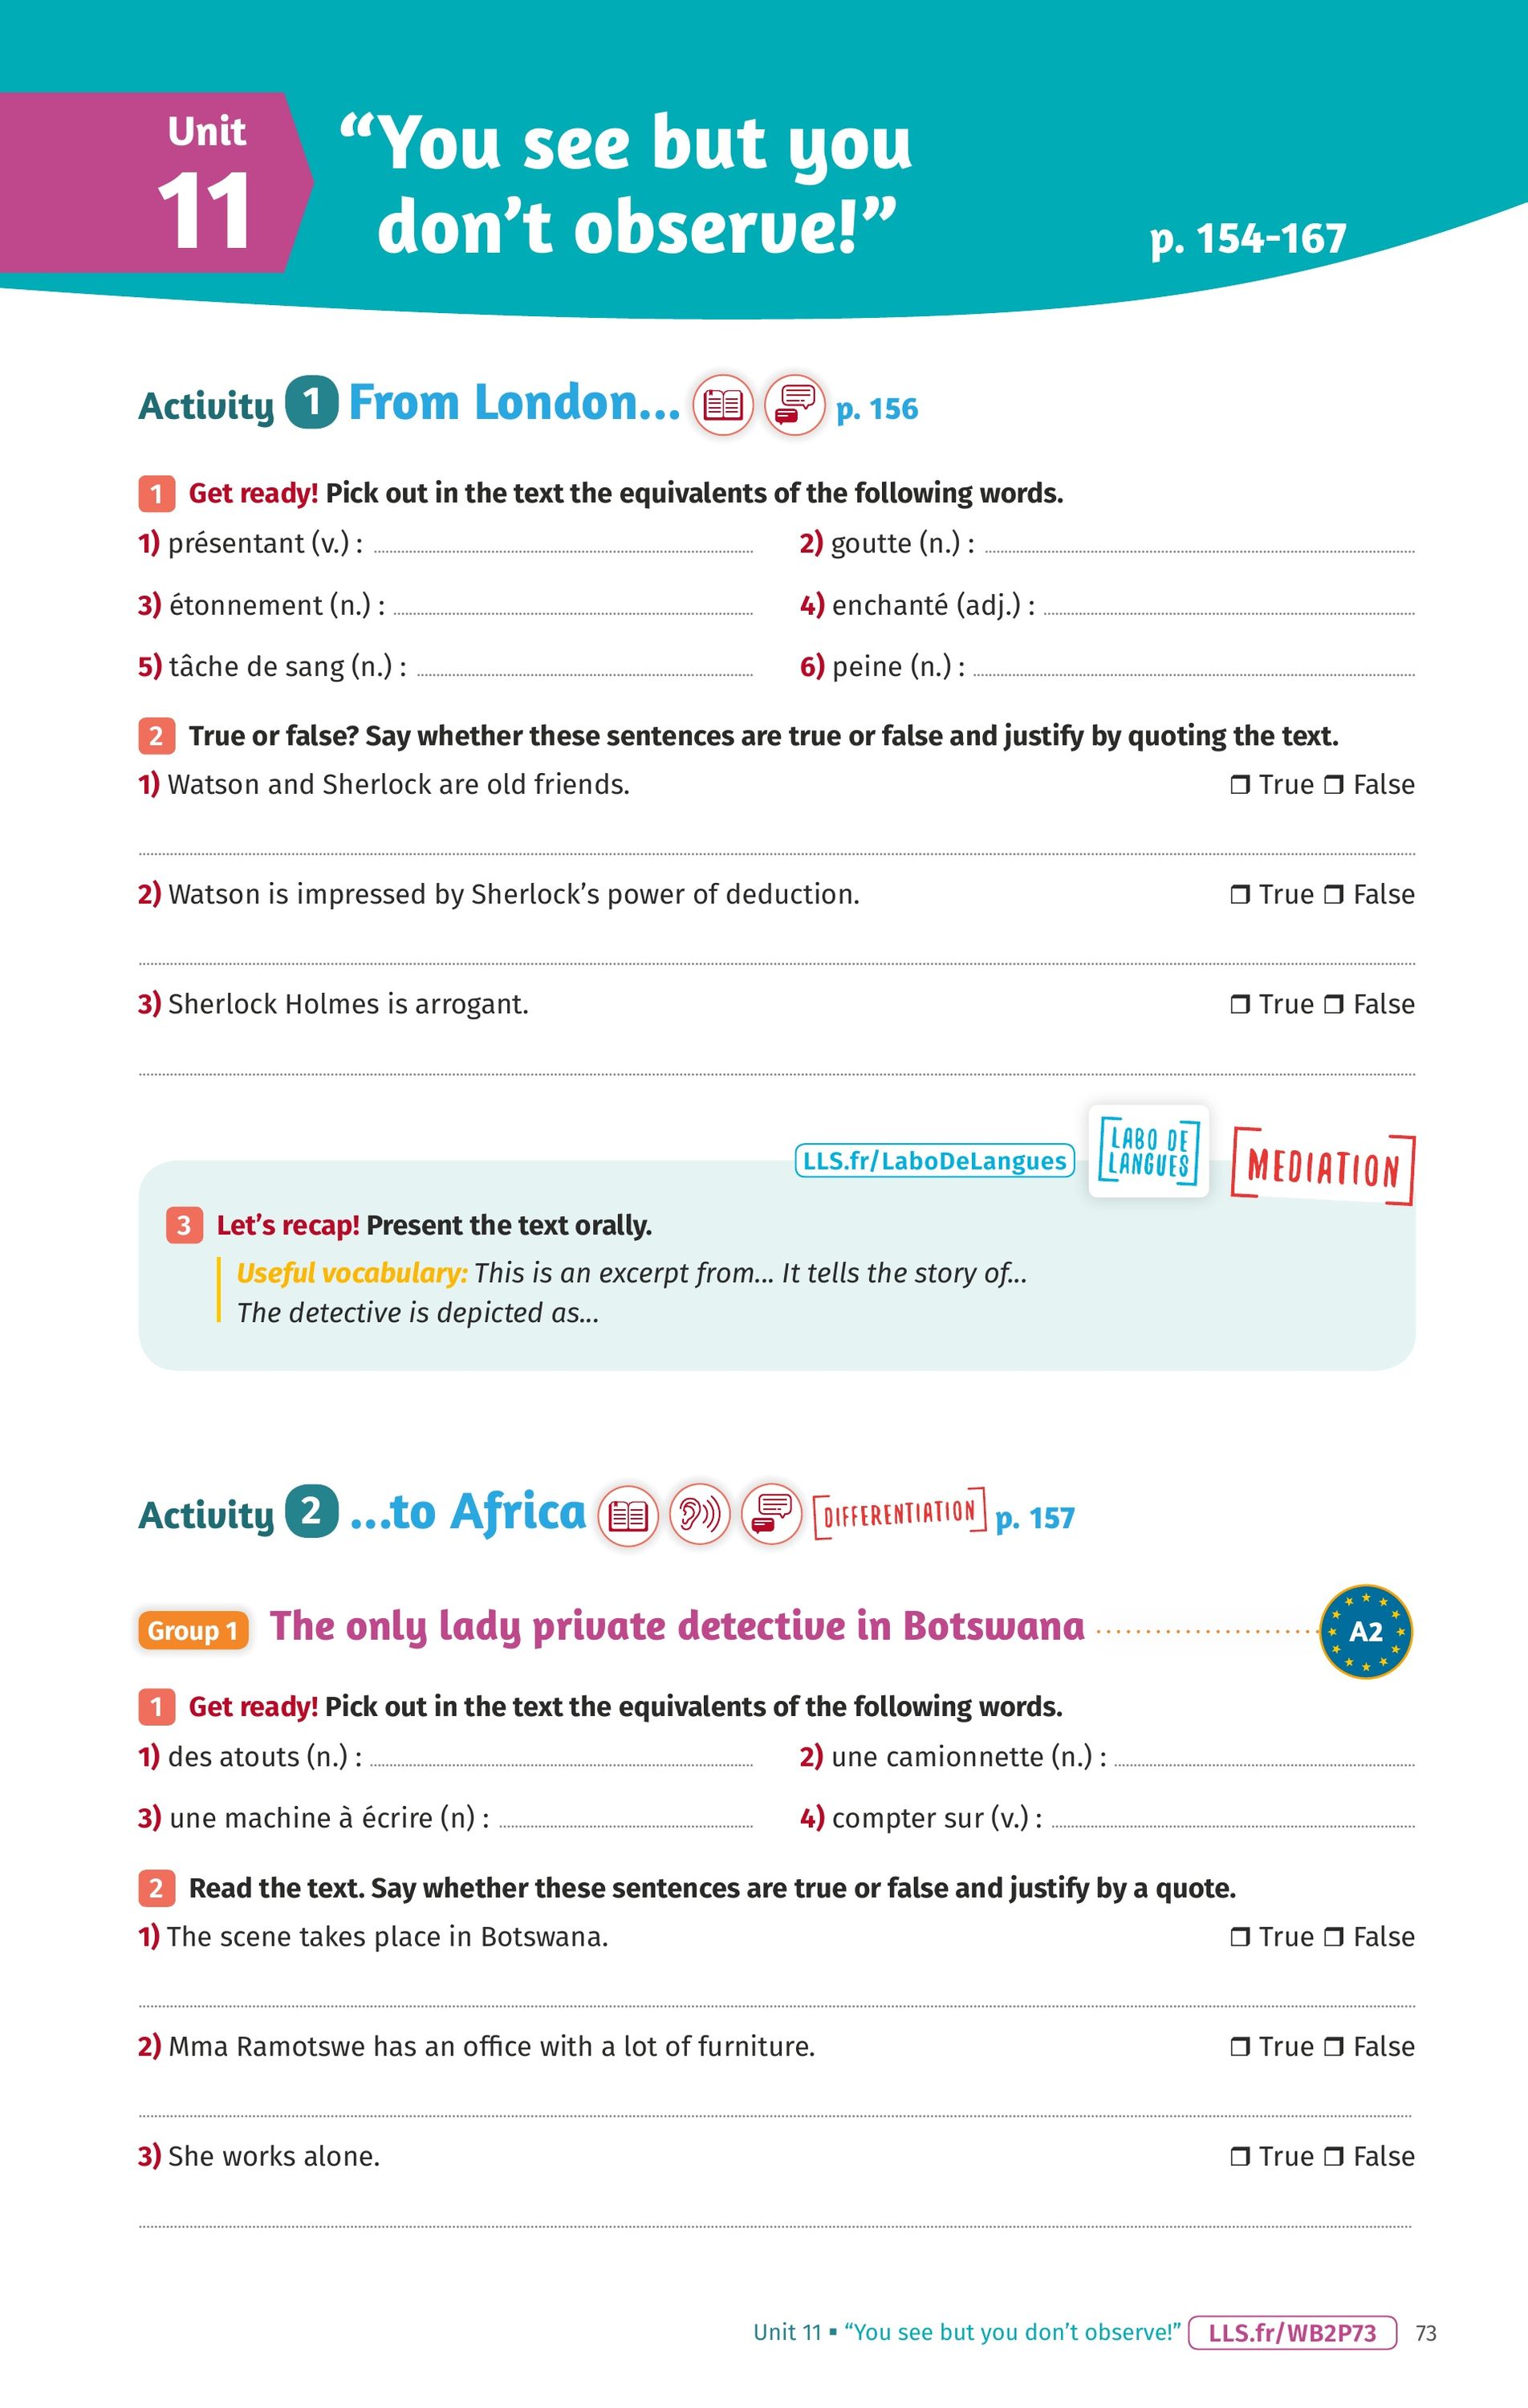 Unit
11
“You see but you
don’t observe!”
p. 154-167
Activity 1 From London... p. 156
1 Get ready! Pick out in the text the equivalents of the following words.
1) présentant (v.) :
2) goutte (n.) :
3) étonnement (n.) :
4) enchanté (adj.) :
5) tâche de sang (n.) :
6) peine (n.) :
2 True or false? Say whether these sentences are true or false and justify by quoting the text.
1) Watson and Sherlock are old friends. ❒ True ❒ False
2) Watson is impressed by Sherlock’s power of deduction. ❒ True ❒ False
3) Sherlock Holmes is arrogant. ❒ True ❒ False
LLS.fr/LaboDeLangues
LABO DE
LANGUES
MEDIATION
3 Let’s recap! Present the text orally.
Useful vocabulary: This is an excerpt from... It tells the story of...
The detective is depicted as...
Activity 2 ...to Africa DIFFERENTIATION p. 157
Group 1 The only lady private detective in Botswana A2
1 Get ready! Pick out in the text the equivalents of the following words.
1) des atouts (n.) :
2) une camionnette (n.) :
3) une machine à écrire (n) :
4) compter sur (v.) :
2 Read the text. Say whether these sentences are true or false and justify by a quote.
1) The scene takes place in Botswana. ❒ True ❒ False
2) Mma Ramotswe has an office with a lot of furniture. ❒ True ❒ False
3) She works alone. ❒ True ❒ False
Unit 11 ▪ “You see but you don’t observe!” LLS.fr/WB2P73 73